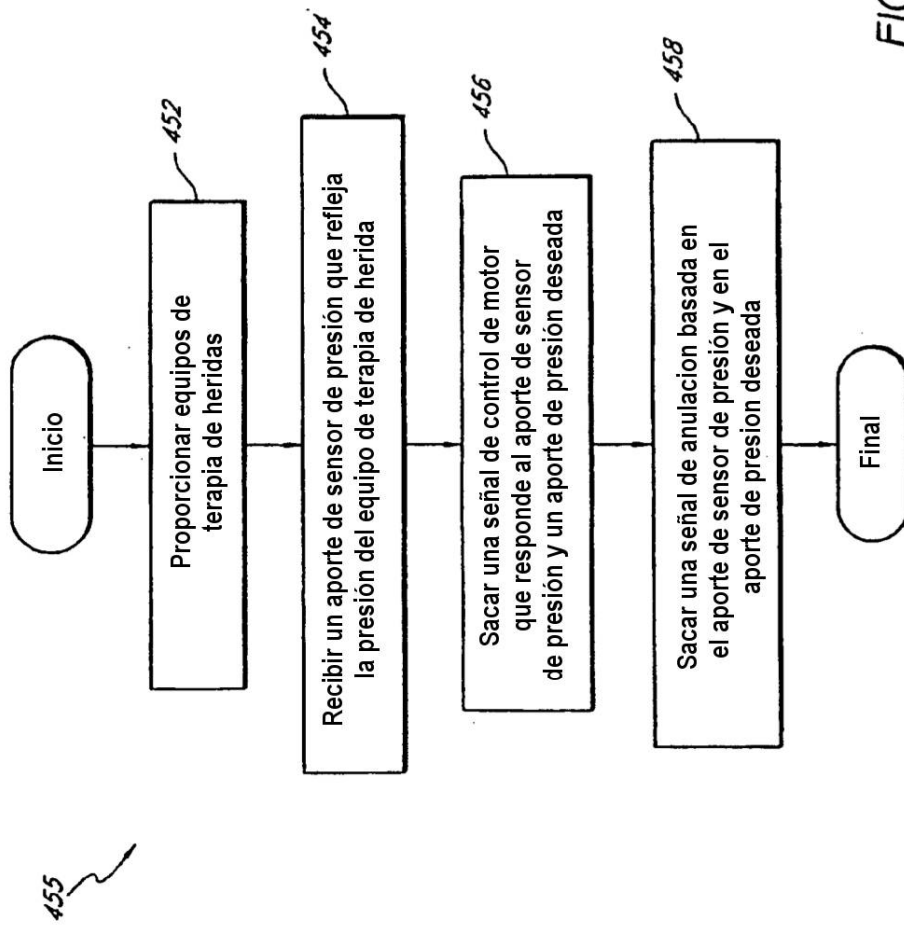 455
Inicio
452
Proporcionar equipos de
terapia de heridas
454
Recibir un aporte de sensor de presión que refleja
la presión del equipo de terapia de herida
456
Sacar una señal de control de motor
que responde al aporte de sensor
de presión y un aporte de presión deseada
458
Sacar una señal de anulacion basada en
el aporte de sensor de presión y en el
aporte de presion deseada
Final